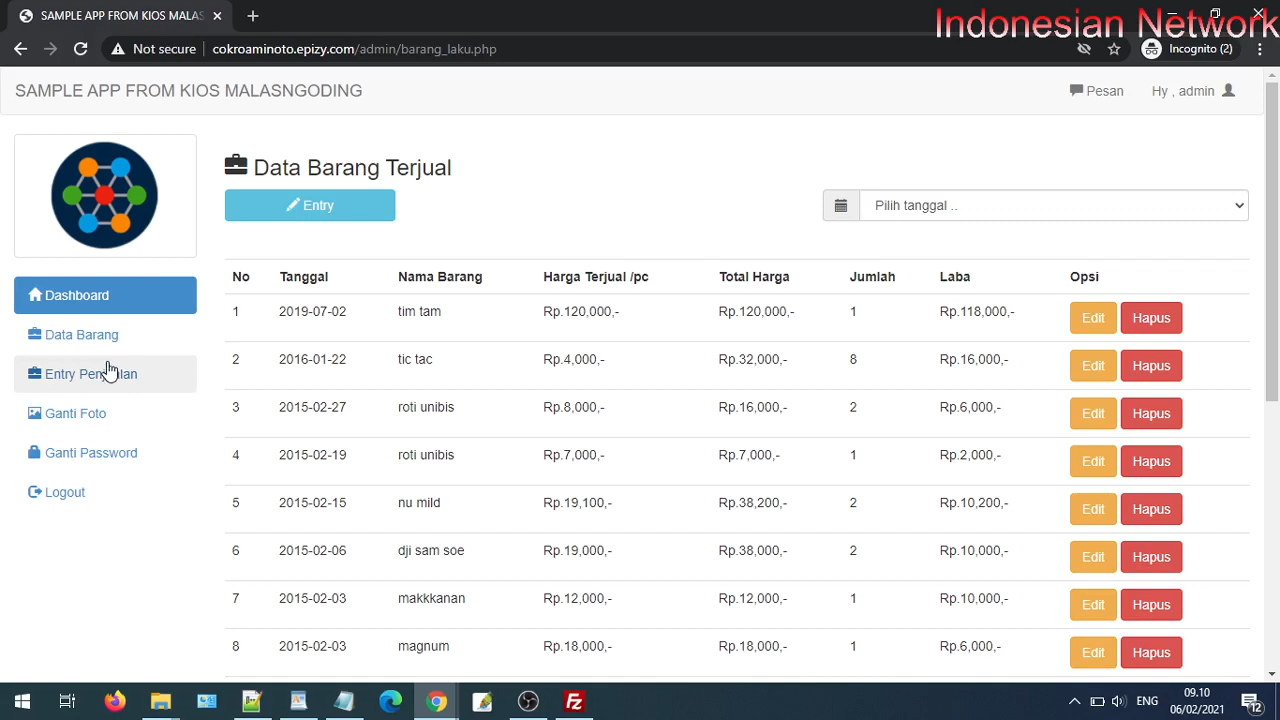 SAMPLE APP FROM KIOS MALAS
Indonesian Network
Not secure cokroaminoto.epizy.com/admin/barang_laku.php Incognito (2)
SAMPLE APP FROM KIOS MALASNGODING Pesan Hy , admin
Data Barang Terjual
Entry Pilih tanggal ..
No Tanggal Nama Barang Harga Terjual /pc Total Harga Jumlah Laba Opsi
Dashboard
1 2019-07-02 tim tam Rp.120,000,- Rp.120,000,- 1 Rp.118,000,- Edit Hapus
Data Barang
2 2016-01-22 tic tac Rp.4,000,- Rp.32,000,- 8 Rp.16,000,- Edit Hapus
Entry
3 2015-02-27 roti unibis Rp.8,000,- Rp.16,000,- 2 Rp.6,000,- Edit Hapus
Ganti Foto
4 2015-02-19 roti unibis Rp.7,000,- Rp.7,000,- 1 Rp.2,000,- Edit Hapus
Ganti Password
5 2015-02-15 nu mild Rp.19,100,- Rp.38,200,- 2 Rp.10,200,- Edit Hapus
Logout
6 2015-02-06 dji sam soe Rp.19,000,- Rp.38,000,- 2 Rp.10,000,- Edit Hapus
7 2015-02-03 makkkanan Rp.12,000,- Rp.12,000,- 1 Rp.10,000,- Edit Hapus
8 2015-02-03 magnum Rp.18,000,- Rp.18,000,- 1 Rp.6,000,- Edit Hapus
ENG
09.10
06/02/2021
12